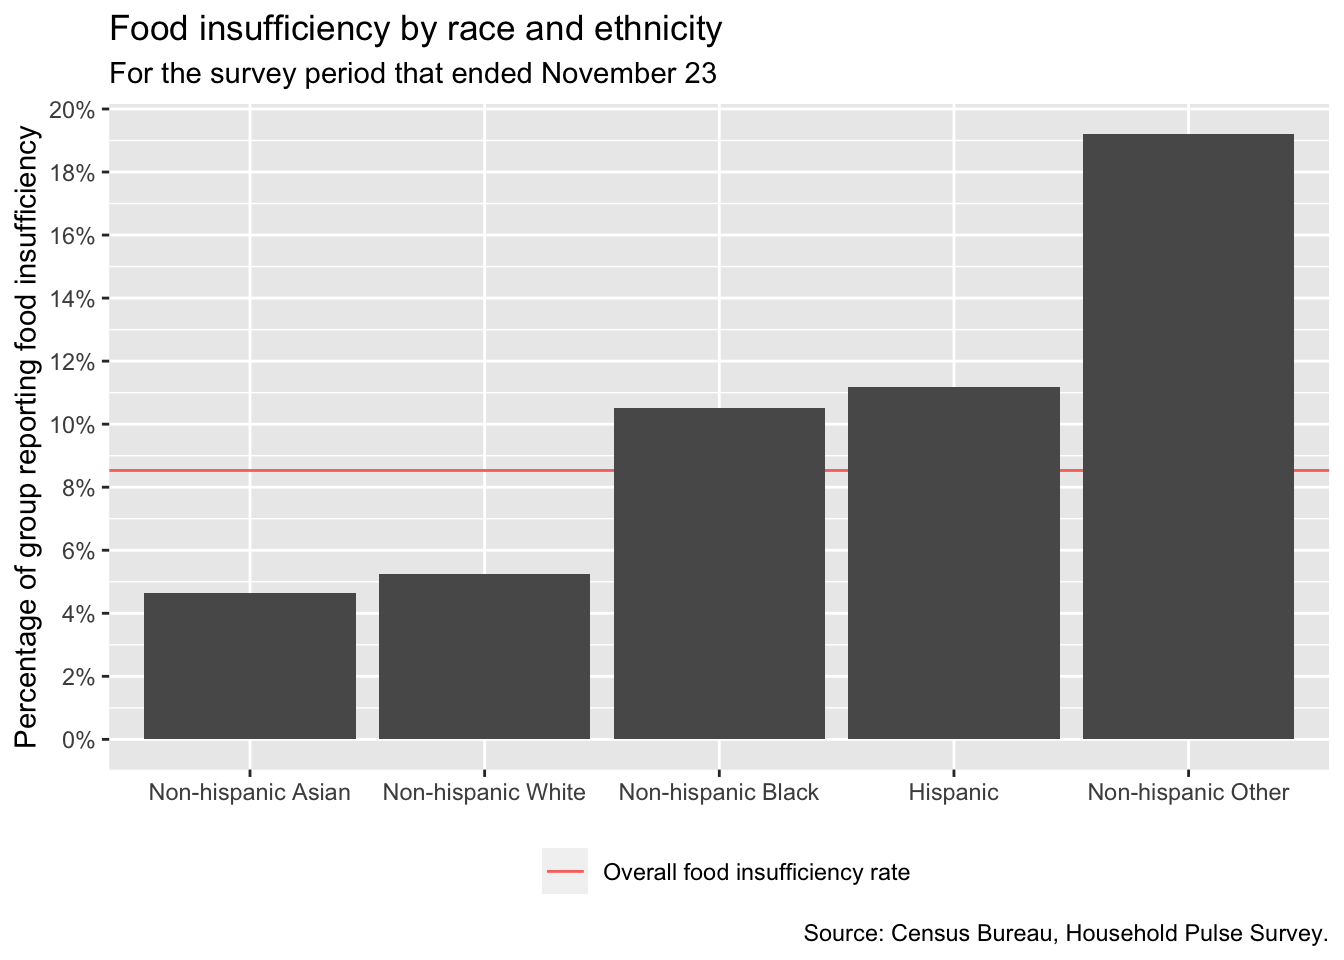 Food insufficiency by race and ethnicity
For the survey period that ended November 23
Percentage of group reporting food insufficiency
20%
18%
16%
14%
12%
10%
8%
6%
4%
2%
0%
Non-hispanic Asian
Non-hispanic White
Non-hispanic Black
Hispanic
Non-hispanic Other
Overall food insufficiency rate
Source: Census Bureau, Household Pulse Survey.